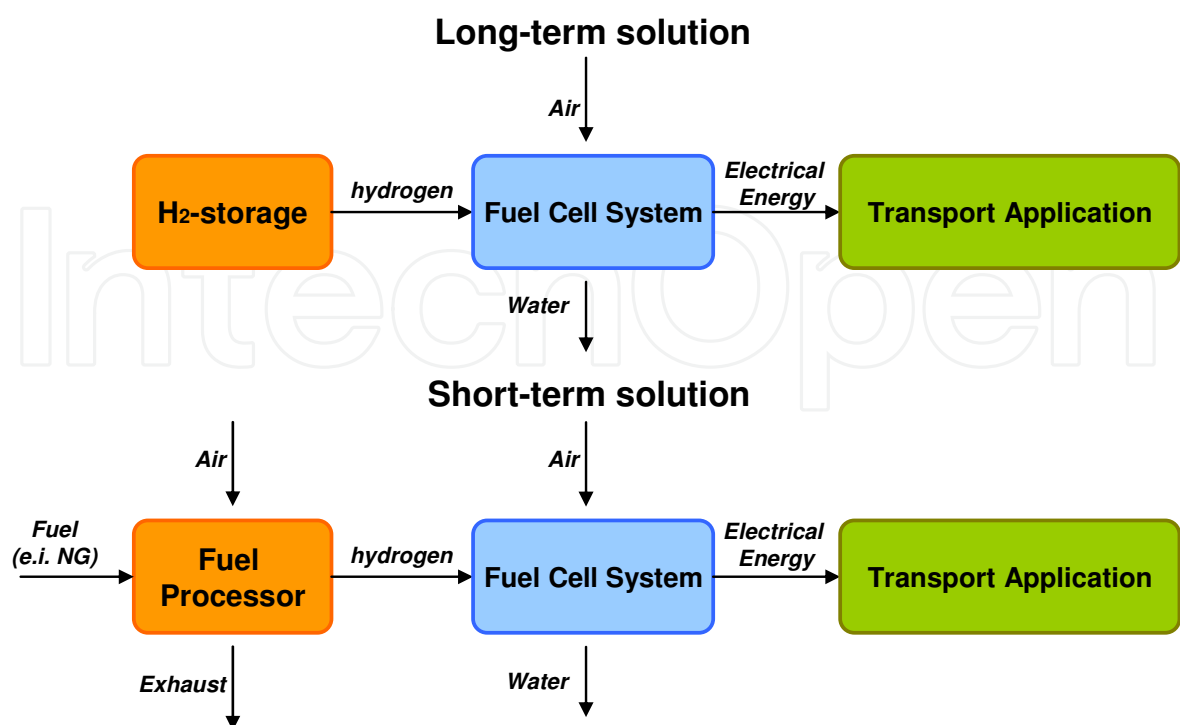 Long-term solution
Air
H2-storage
hydrogen
Fuel Cell System
Electrical
Energy
Transport Application
Water
IntechOpen
Short-term solution
Air
Air
Fuel
(e.i. NG)
Fuel
Processor
hydrogen
Fuel Cell System
Electrical
Energy
Transport Application
Exhaust
Water